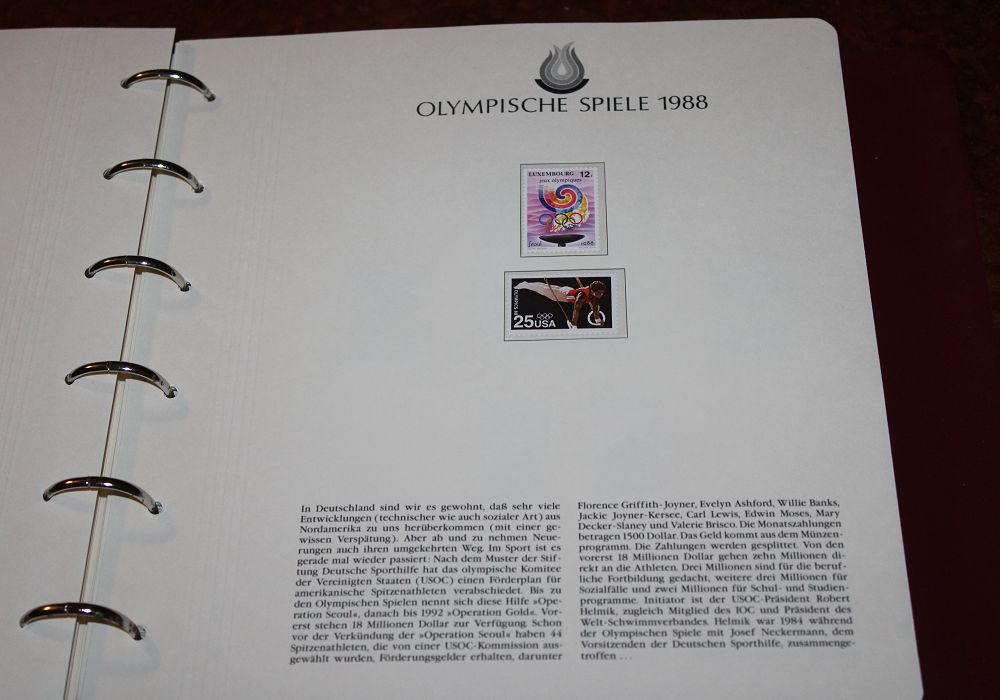 OLYMPISCHE SPIELE 1988
LUXEMBOURG 12F
jeux olympiques
Séoul 1988
OLYMPICS 88
25USA
In Deutschland sind wir es gewohnt, daß sehr viele
Entwicklungen (technischer wie auch sozialer Art) aus
Nordamerika zu uns herüberkommen (mit einer ge-
wissen Verspätung). Aber ab und zu nehmen Neue-
rungen auch ihren umgekehrten Weg. Im Sport ist es
gerade mal wieder passiert: Nach dem Muster der Stif-
tung Deutsche Sporthilfe hat das olympische Komitee
der Vereinigten Staaten (USOC) einen Förderplan für
amerikanische Spitzenathleten verabschiedet. Bis zu
den Olympischen Spielen nennt sich diese Hilfe »Ope-
ration Seoul«, danach bis 1992 »Operation Gold«. Vor-
erst stehen 18 Millionen Dollar zur Verfügung. Schon
vor der Verkündung der »Operation Seoul« haben 44
Spitzenathleten, die von einer USOC-Kommission aus-
gewählt wurden, Förderungsgelder erhalten, darunter
Florence Griffith-Joyner, Evelyn Ashford, Willie Banks,
Jackie Joyner-Kersee, Carl Lewis, Edwin Moses, Mary
Decker-Slaney und Valerie Brisco. Die Monatszahlungen
betragen 1500 Dollar. Das Geld kommt aus dem Münzen-
programm. Die Zahlungen werden gesplittet. Von den
vorerst 18 Millionen Dollar gehen zehn Millionen di-
rekt an die Athleten. Drei Millionen sind für die beruf-
liche Fortbildung gedacht, weitere drei Millionen für
Sozialfälle und zwei Millionen für Schul- und Studien-
programme. Initiator ist der USOC-Präsident Robert
Helmik, zugleich Mitglied des IOC und Präsident des
Welt-Schwimmverbandes. Helmik war 1984 während
der Olympischen Spiele mit Josef Neckermann, dem
Vorsitzenden der Deutschen Sporthilfe, zusammenge-
troffen ...